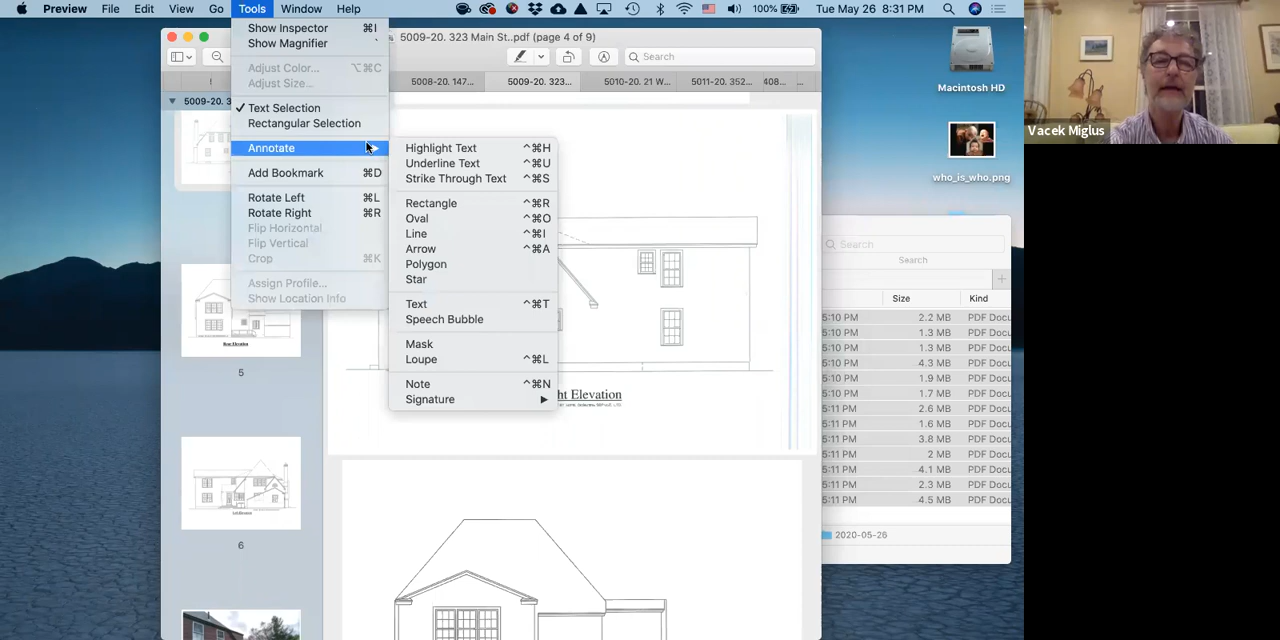 Preview File Edit View Go Tools Window Help 100% Tue May 26 8:31 PM
5009-20. 323 Main St..pdf (page 4 of 9)
Search
5008-20. 147... 5009-20. 323... 5010-20. 21 W... 5011-20. 352... 408... ...
5009-20. 3
Show Inspector ⌘I
Show Magnifier `
Adjust Color... ⌥⌘C
Adjust Size...
✓ Text Selection
Rectangular Selection
Annotate
Add Bookmark ⌘D
Rotate Left ⌘L
Rotate Right ⌘R
Flip Horizontal
Flip Vertical
Crop ⌘K
Assign Profile...
Show Location Info
Highlight Text ^⌘H
Underline Text ^⌘U
Strike Through Text ^⌘S
Rectangle ^⌘R
Oval ^⌘O
Line ^⌘I
Arrow ^⌘A
Polygon
Star
Text ^⌘T
Speech Bubble
Mask
Loupe ^⌘L
Note ^⌘N
Signature
ht Elevation
Rear Elevation
5
Left Elevation
6
Macintosh HD
who_is_who.png
Vacek Miglus
Search
Search
Size Kind
5:10 PM 2.2 MB PDF Docu
5:10 PM 1.3 MB PDF Docu
5:10 PM 1.3 MB PDF Docu
5:10 PM 4.3 MB PDF Docu
5:10 PM 1.9 MB PDF Docu
5:10 PM 1.7 MB PDF Docu
5:11 PM 2.6 MB PDF Docu
5:11 PM 1.6 MB PDF Docu
5:11 PM 3.8 MB PDF Docu
5:11 PM 2 MB PDF Docu
5:11 PM 4.1 MB PDF Docu
5:11 PM 2.3 MB PDF Docu
5:11 PM 4.5 MB PDF Docu
2020-05-26